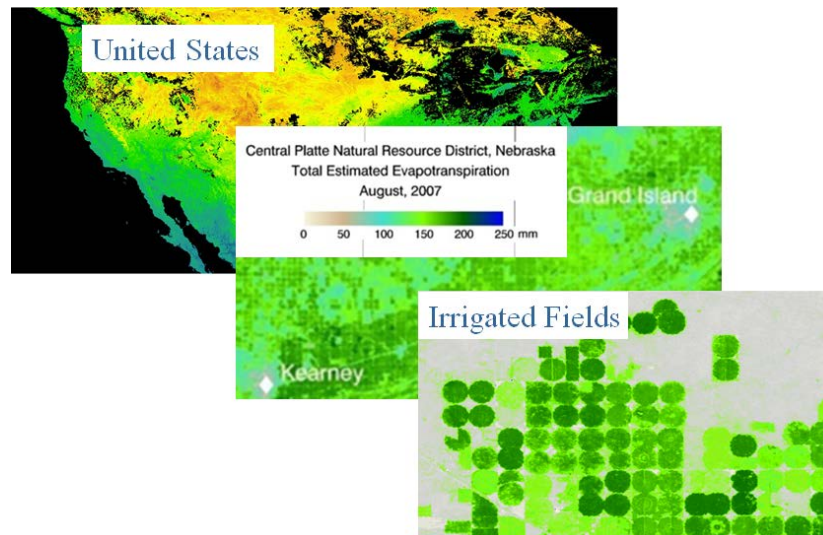 United States
Central Platte Natural Resource District, Nebraska
Total Estimated Evapotranspiration
August, 2007
0 50 100 150 200 250 mm
Grand Island
Irrigated Fields
Kearney